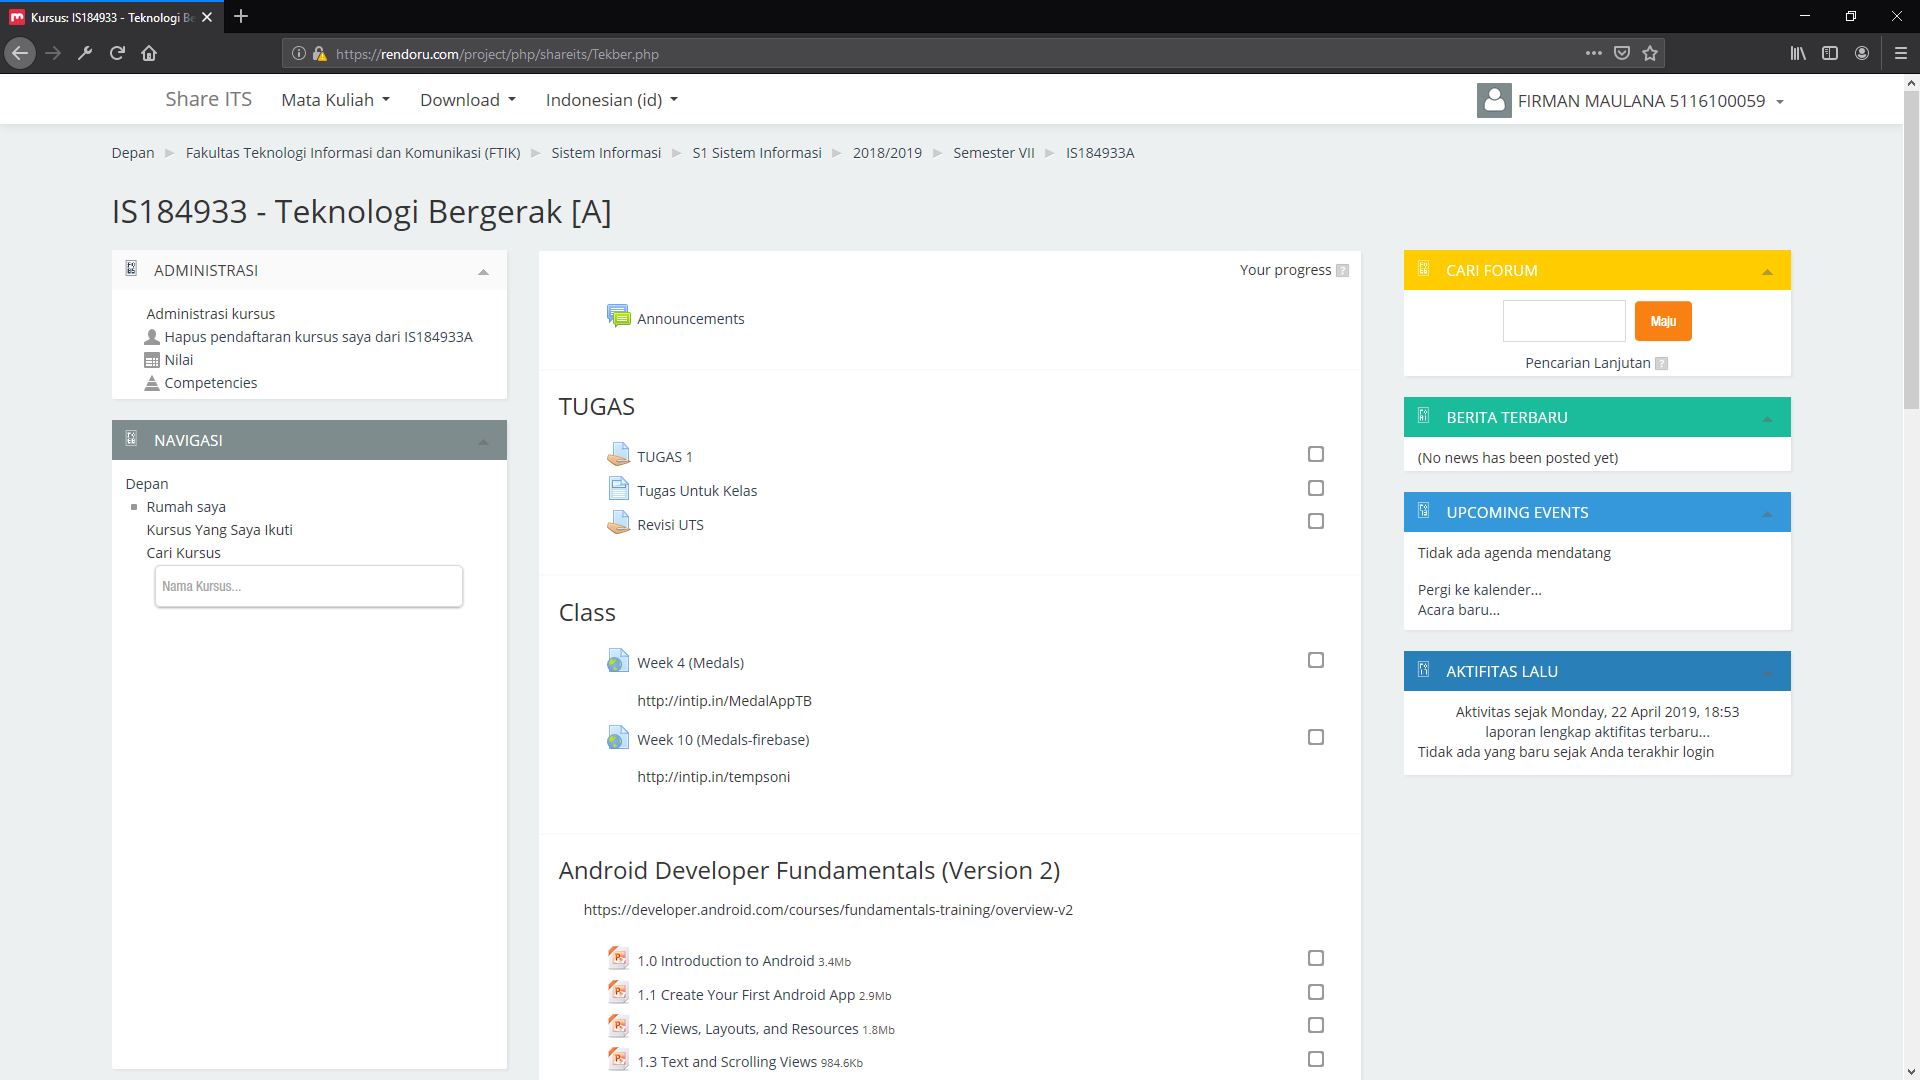 Kursus: IS184933 - Teknologi Be
https://rendoru.com/project/php/shareits/Tekber.php
Share ITS Mata Kuliah Download Indonesian (id) FIRMAN MAULANA 5116100059
Depan Fakultas Teknologi Informasi dan Komunikasi (FTIK) Sistem Informasi S1 Sistem Informasi 2018/2019 Semester VII IS184933A
IS184933 - Teknologi Bergerak [A]
ADMINISTRASI
Administrasi kursus
Hapus pendaftaran kursus saya dari IS184933A
Nilai
Competencies
NAVIGASI
Depan
Rumah saya
Kursus Yang Saya Ikuti
Cari Kursus
Nama Kursus...
Your progress
Announcements
TUGAS
TUGAS 1
Tugas Untuk Kelas
Revisi UTS
Class
Week 4 (Medals)
http://intip.in/MedalAppTB
Week 10 (Medals-firebase)
http://intip.in/tempsoni
Android Developer Fundamentals (Version 2)
https://developer.android.com/courses/fundamentals-training/overview-v2
1.0 Introduction to Android 3.4Mb
1.1 Create Your First Android App 2.9Mb
1.2 Views, Layouts, and Resources 1.8Mb
1.3 Text and Scrolling Views 984.6Kb
CARI FORUM
Maju
Pencarian Lanjutan
BERITA TERBARU
(No news has been posted yet)
UPCOMING EVENTS
Tidak ada agenda mendatang
Pergi ke kalender...
Acara baru...
AKTIFITAS LALU
Aktivitas sejak Monday, 22 April 2019, 18:53
laporan lengkap aktifitas terbaru...
Tidak ada yang baru sejak Anda terakhir login